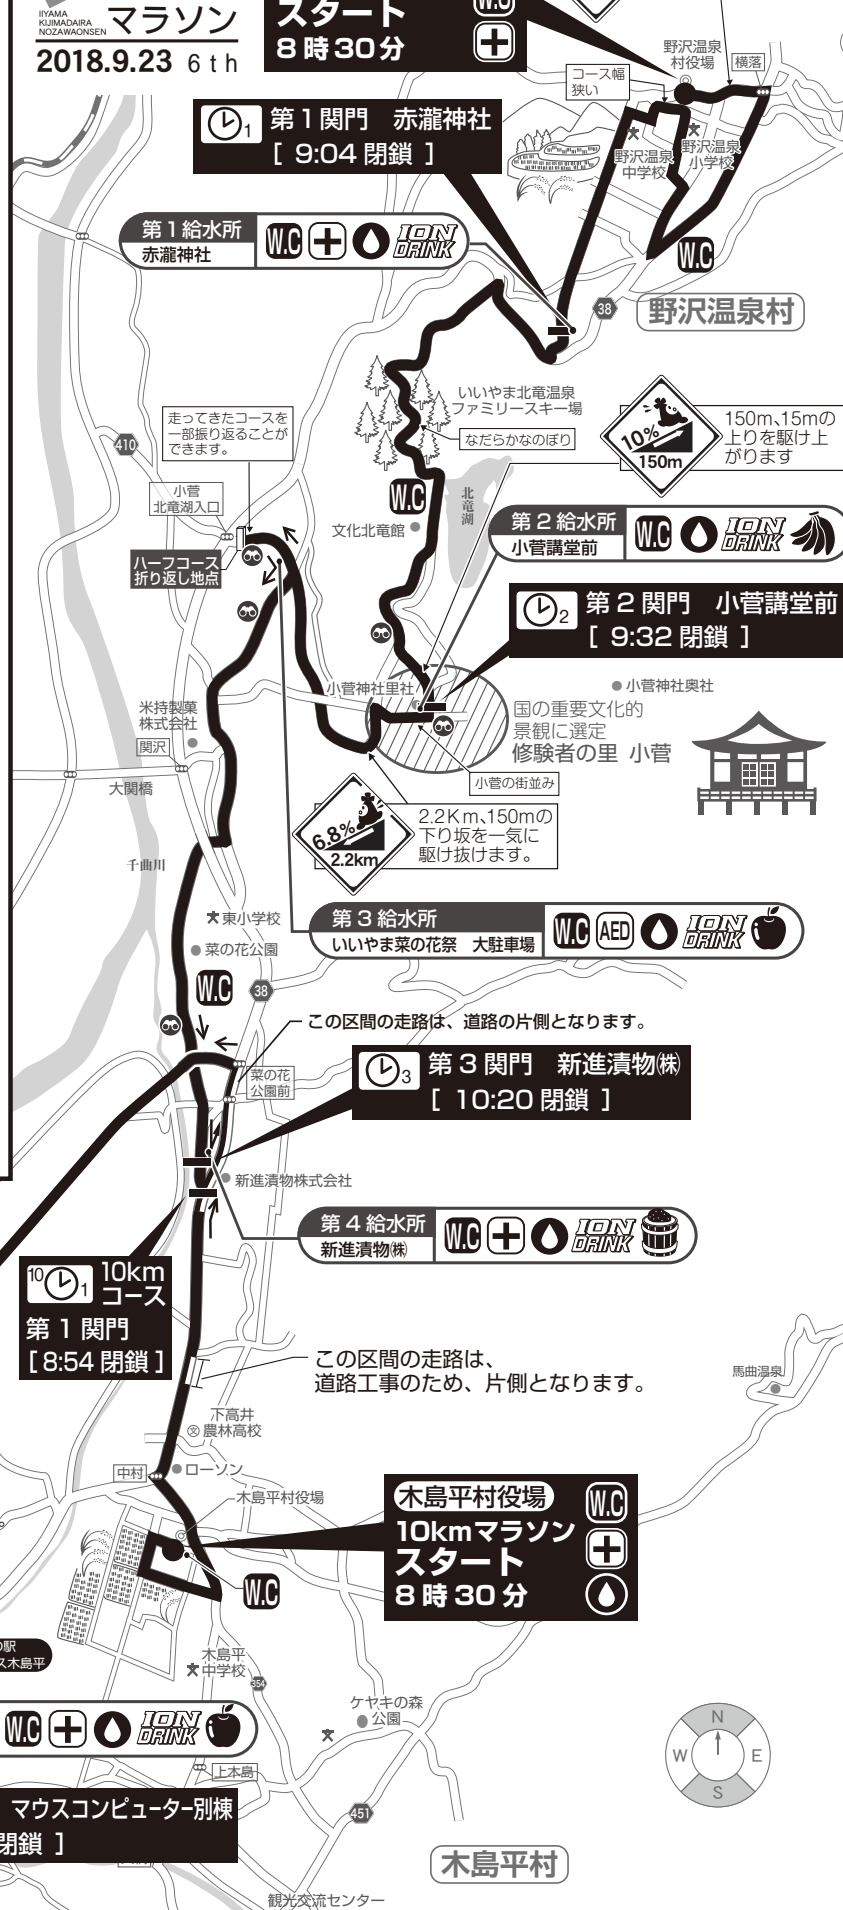 IIYAMA
KIJIMADAIRA
NOZAWAONSEN
マラソン
2018.9.23 6th
スタート
8時30分
W.C
野沢温泉
村役場
横落
コース幅
狭い
野沢温泉
中学校
野沢温泉
小学校
W.C
1
第1関門 赤瀧神社
[ 9:04 閉鎖 ]
第1給水所
赤瀧神社
W.C
ION
DRINK
38
野沢温泉村
いいやま北竜温泉
ファミリースキー場
なだらかなのぼり
10%
150m
150m、15mの
上りを駆け上
がります
走ってきたコースを
一部振り返ることが
できます。
410
小菅
北竜湖入口
ハーフコース
折り返し地点
W.C
文化北竜館
北竜湖
第2給水所
小菅講堂前
W.C
ION
DRINK
2
第2関門 小菅講堂前
[ 9:32 閉鎖 ]
小菅神社里社
小菅神社奥社
国の重要文化的
景観に選定
修験者の里 小菅
小菅の街並み
米持製菓
株式会社
関沢
大関橋
6.8%
2.2km
2.2Km、150mの
下り坂を一気に
駆け抜けます。
千曲川
東小学校
菜の花公園
W.C
38
第3給水所
いいやま菜の花祭 大駐車場
W.C
AED
ION
DRINK
この区間の走路は、道路の片側となります。
3
第3関門 新進漬物㈱
[ 10:20 閉鎖 ]
菜の花
公園前
新進漬物株式会社
第4給水所
新進漬物㈱
W.C
ION
DRINK
10
1
10km
コース
第1関門
[8:54 閉鎖]
この区間の走路は、
道路工事のため、片側となります。
馬曲温泉
下高井
農林高校
文
中村
ローソン
木島平村役場
木島平村役場
10kmマラソン
スタート
8時30分
W.C
W.C
の駅
ス木島平
木島平
中学校
354
ケヤキの森
公園
W.C
ION
DRINK
上本島
マウスコンピューター別棟
閉鎖 ]
451
N
W
E
S
木島平村
観光交流センター